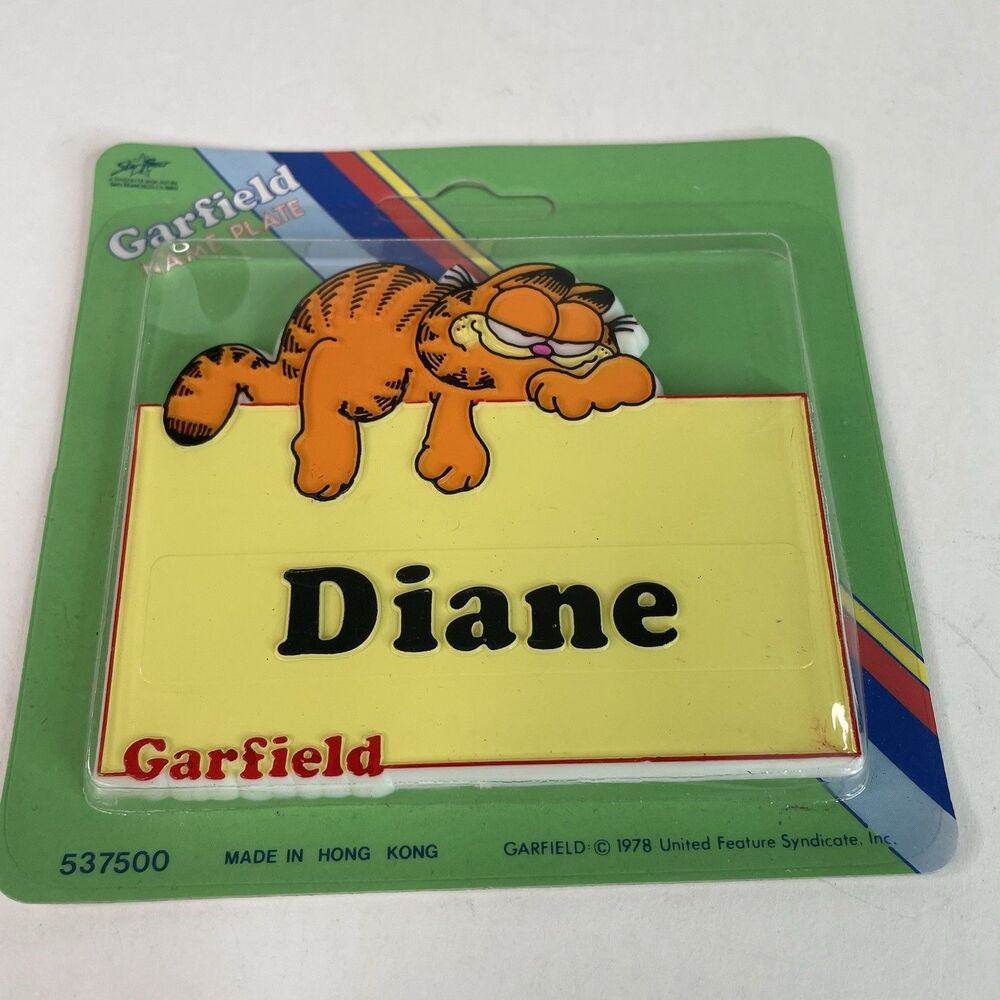 Garfield
NAME PLATE
Diane
Garfield
537500
MADE IN HONG KONG
GARFIELD: © 1978 United Feature Syndicate, Inc.